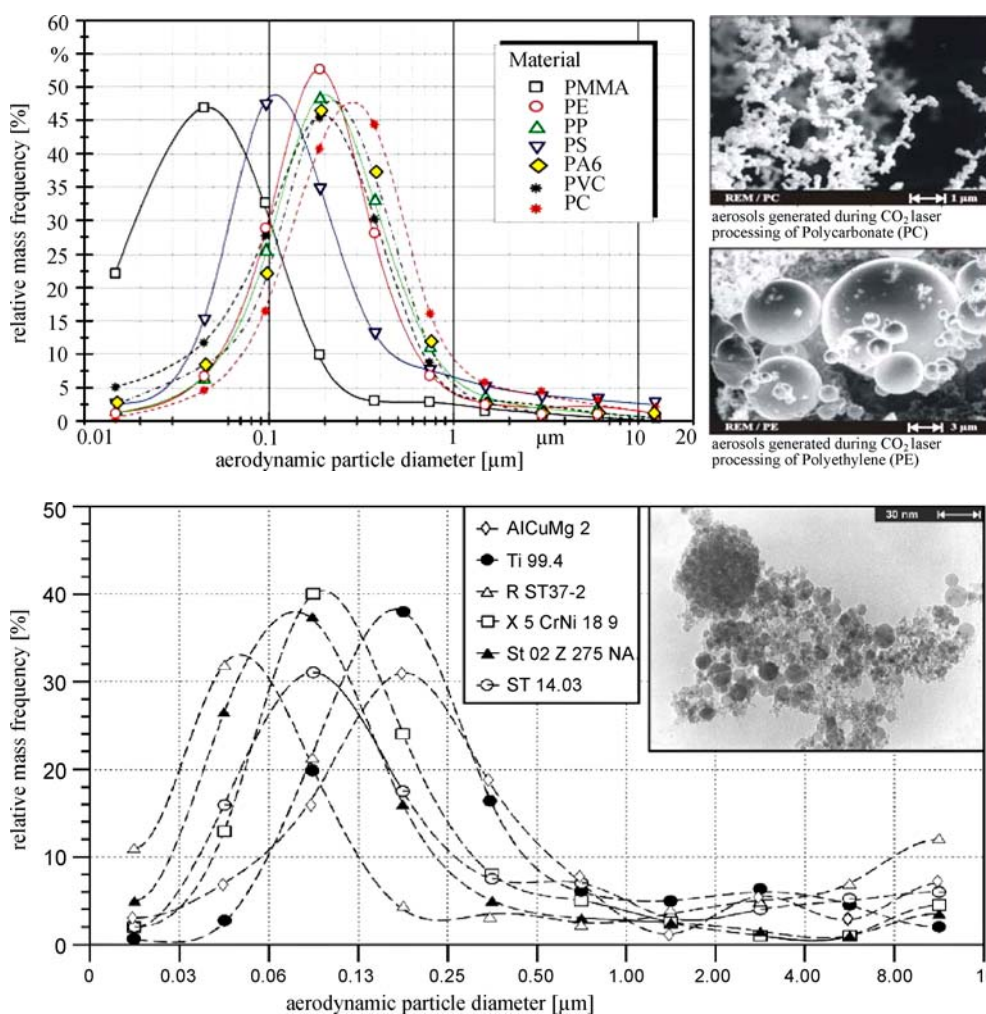 60
%
50
45
40
35
30
25
20
15
10
5
0
relative mass frequency [%]
0.01 0.1 1 µm 10 20
aerodynamic particle diameter [µm]
Material
PMMA
PE
PP
PS
PA6
PVC
PC
REM / PC 1 µm
aerosols generated during CO₂ laser
processing of Polycarbonate (PC)
REM / PE 3 µm
aerosols generated during CO₂ laser
processing of Polyethylene (PE)
50
40
30
20
10
0
relative mass frequency [%]
0 0.03 0.06 0.13 0.25 0.50 1.00 2.00 4.00 8.00 1
aerodynamic particle diameter [µm]
AlCuMg 2
Ti 99.4
R ST37-2
X 5 CrNi 18 9
St 02 Z 275 NA
ST 14.03
30 nm